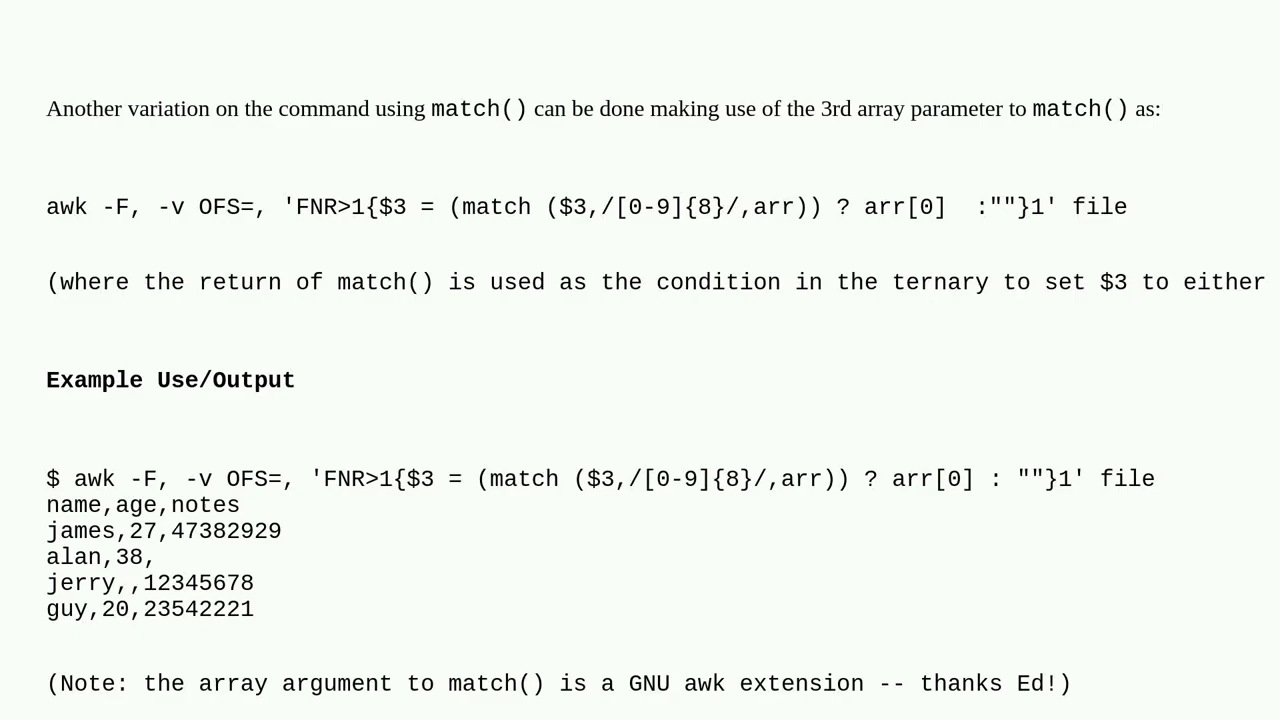 Another variation on the command using match() can be done making use of the 3rd array parameter to match() as:
awk -F, -v OFS=, 'FNR>1{$3 = (match ($3,/[0-9]{8}/,arr)) ? arr[0]  :""}1' file
(where the return of match() is used as the condition in the ternary to set $3 to either
Example Use/Output
$ awk -F, -v OFS=, 'FNR>1{$3 = (match ($3,/[0-9]{8}/,arr)) ? arr[0] : ""}1' file
name,age,notes
james,27,47382929
alan,38,
jerry,,12345678
guy,20,23542221
(Note: the array argument to match() is a GNU awk extension -- thanks Ed!)